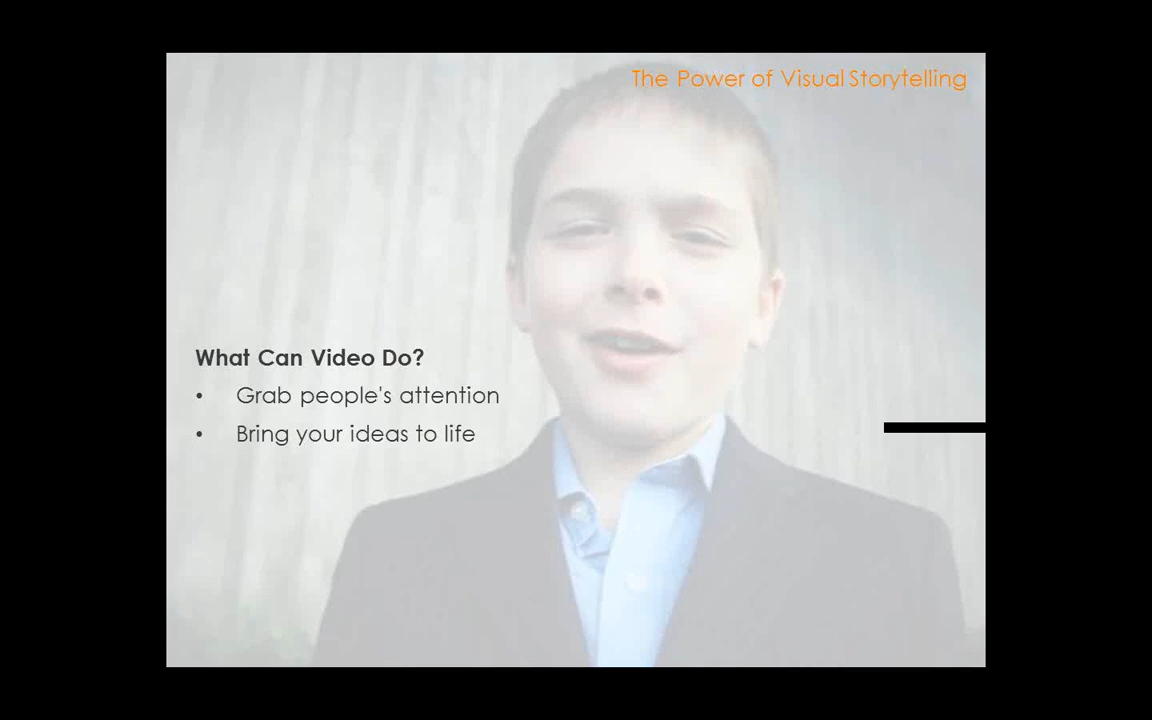 The Power of Visual Storytelling
What Can Video Do?
• Grab people's attention
• Bring your ideas to life